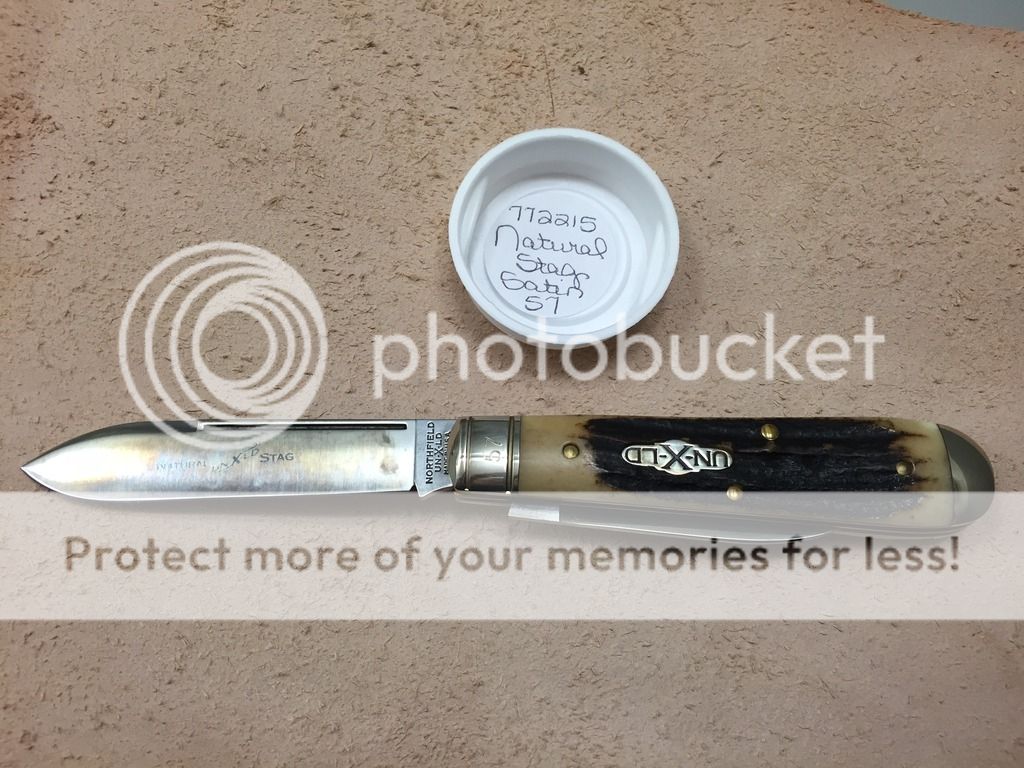 772215
Natural
Stag
Satin
57
photobucket
NATURAL UN-X-LD STAG
NORTHFIELD
UN-X-LD
57
UN-X-LD
Protect more of your memories for less!